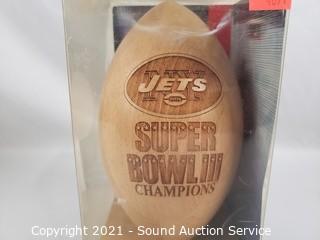 JETS
SUPER
BOWL III
CHAMPIONS
Copyright 2021 - Sound Auction Service